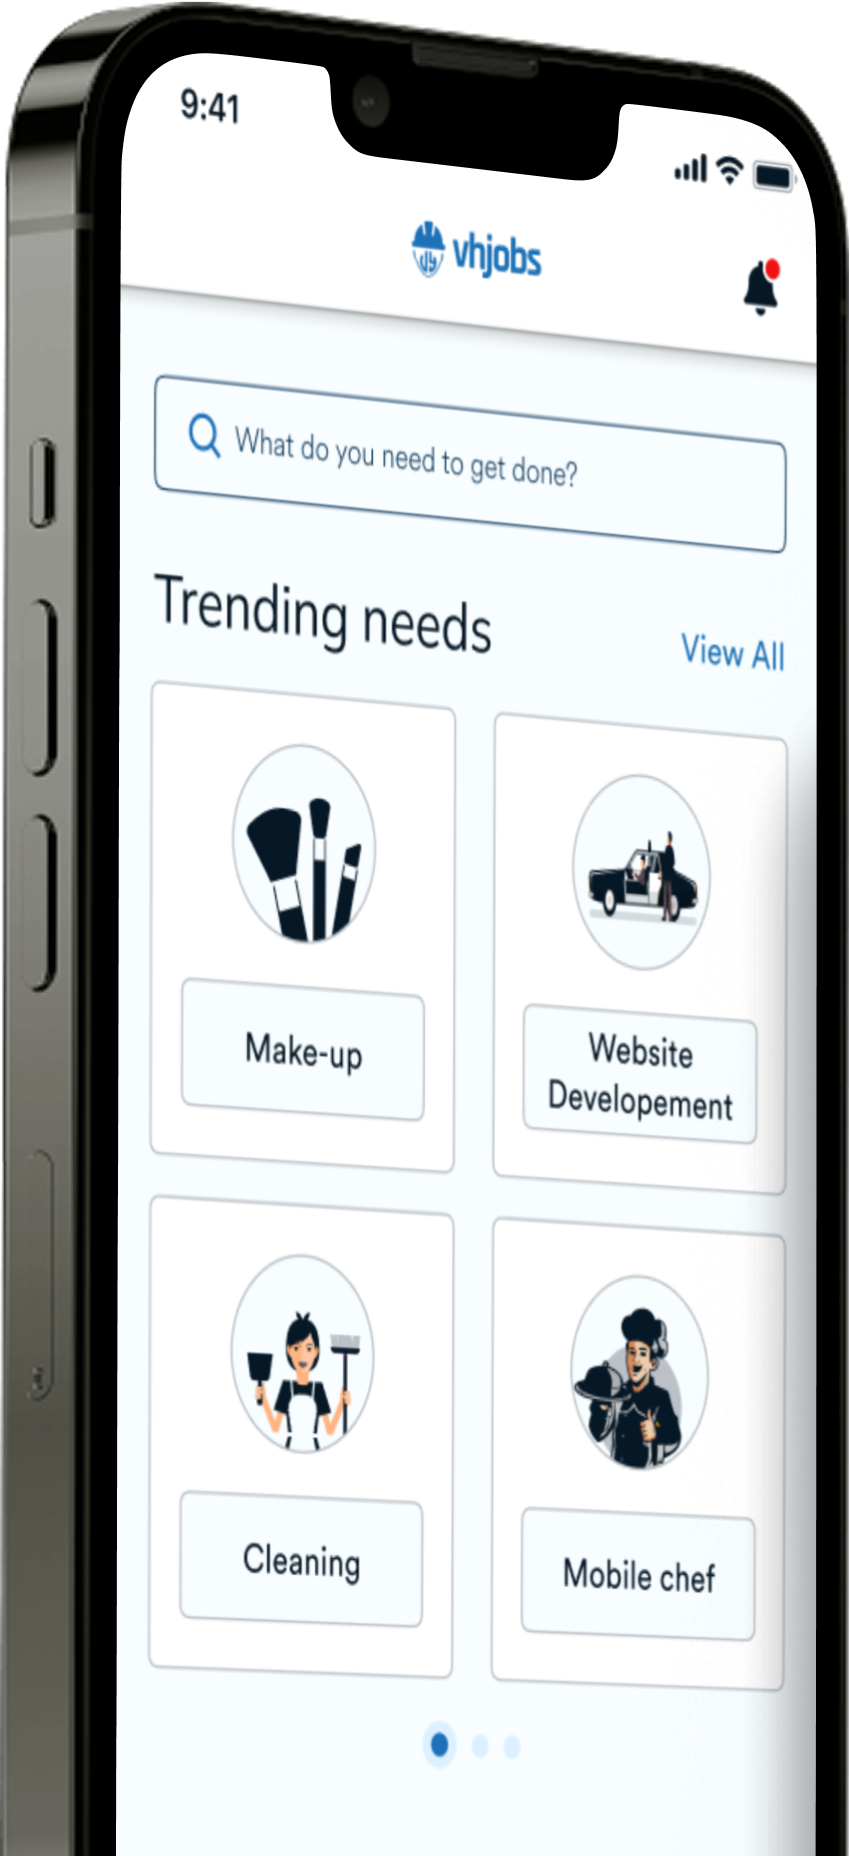 9:41
vhjobs
What do you need to get done?
Trending needs
View All
Make-up
Website
Developement
Cleaning
Mobile chef